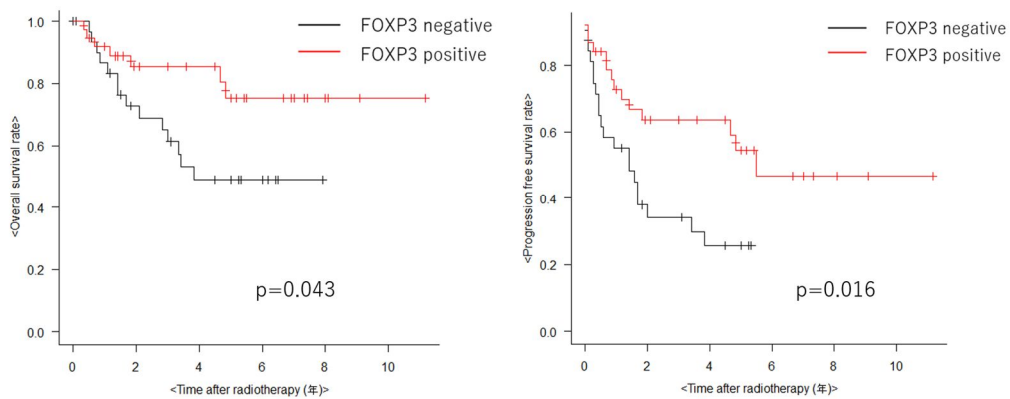 FOXP3 negative
FOXP3 positive
1.0
0.8
0.6
0.4
0.2
0.0
<Overall survival rate>
p=0.043
0 2 4 6 8 10
<Time after radiotherapy (年)>
FOXP3 negative
FOXP3 positive
0.8
0.6
0.4
0.2
0.0
<Progression free survival rate>
p=0.016
0 2 4 6 8 10
<Time after radiotherapy (年)>